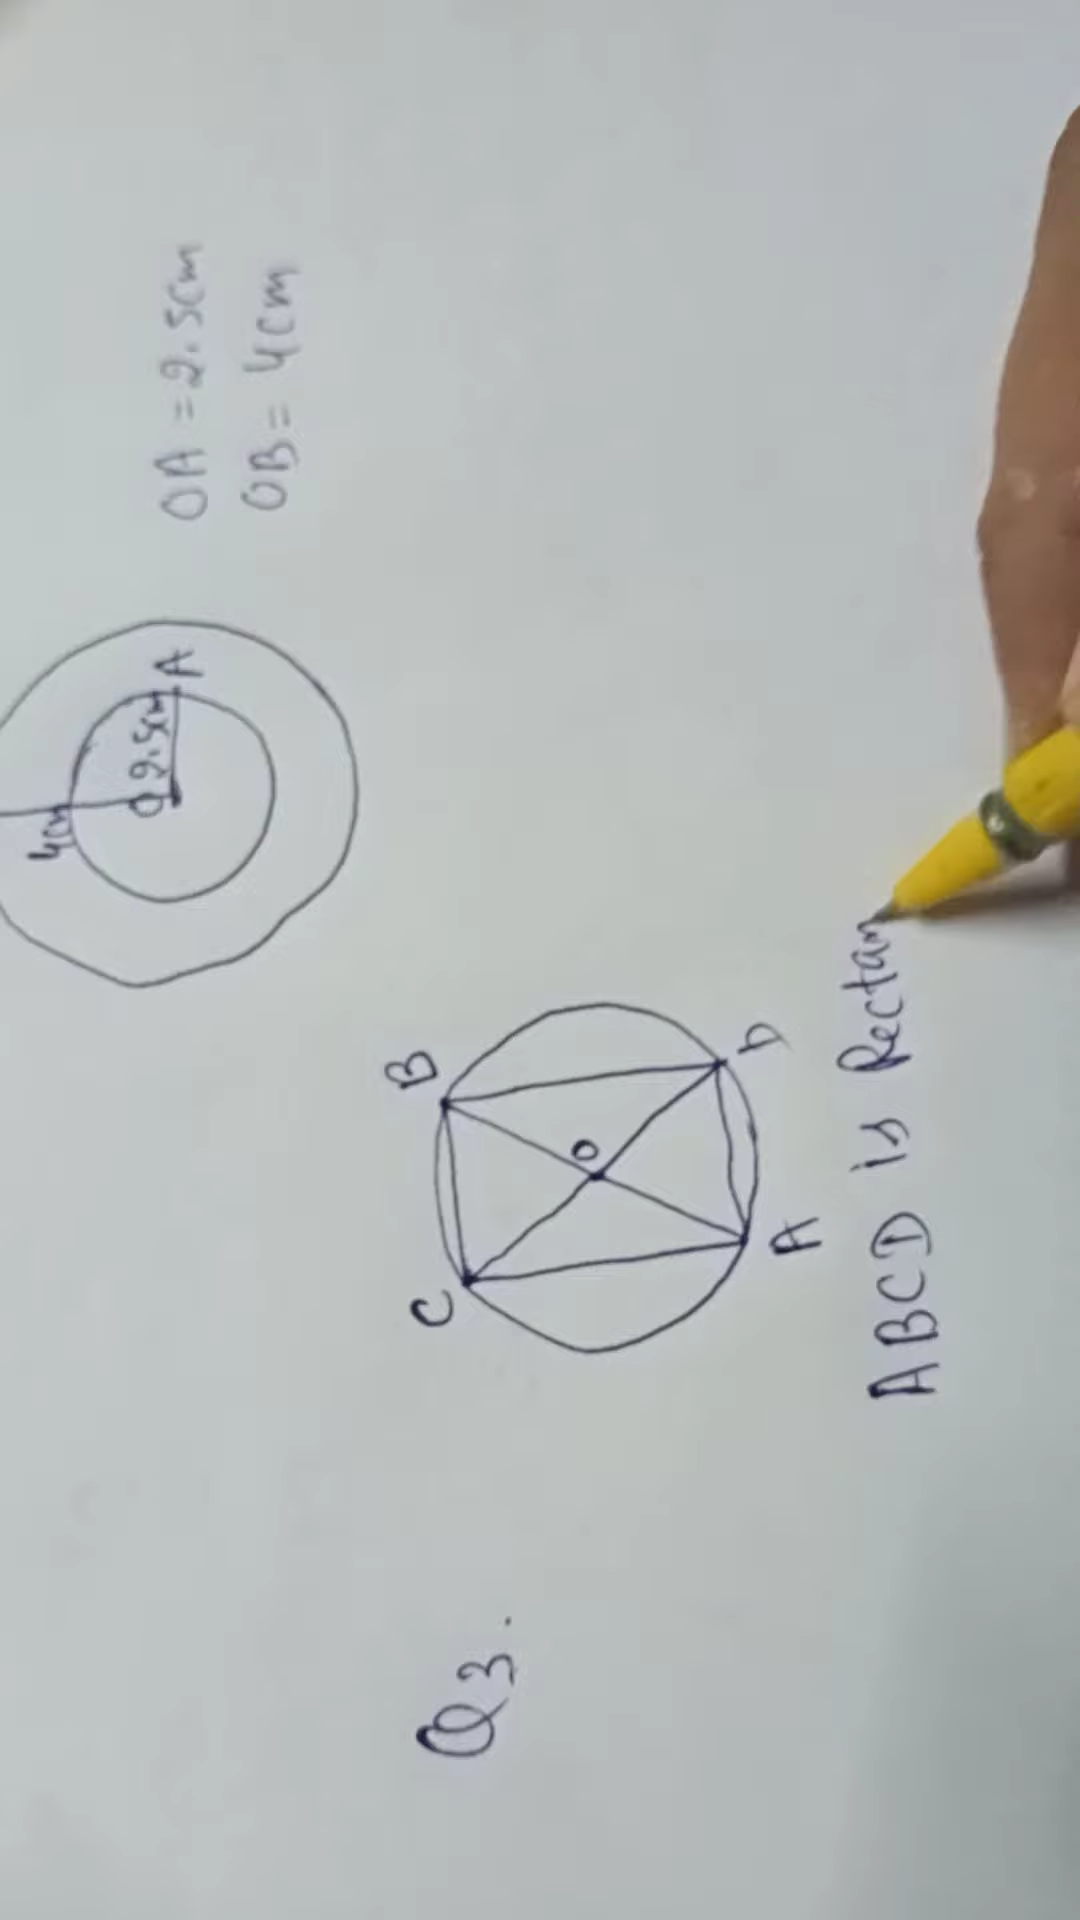 4cm
O
2.5cm
A
OA = 2.5cm
OB = 4cm
Q3.
B
D
O
C
A
ABCD is Rectan